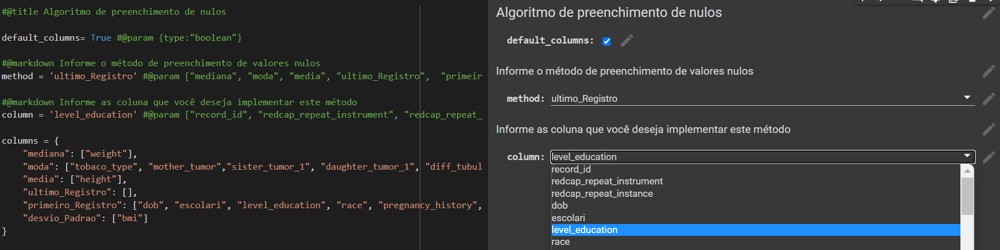 #@title Algoritmo de preenchimento de nulos
default_columns= True #@param {type:"boolean"}
#@markdown Informe o método de preenchimento de valores nulos
method = 'ultimo_Registro' #@param ["mediana", "moda", "media", "ultimo_Registro",  "primeir
#@markdown Informe as coluna que você deseja implementar este método
column = 'level_education' #@param ["record_id", "redcap_repeat_instrument", "redcap_repeat_
columns = {
    "mediana": ["weight"],
    "moda": ["tobaco_type", "mother_tumor","sister_tumor_1", "daughter_tumor_1", "diff_tubul
    "media": ["height"],
    "ultimo_Registro": [],
    "primeiro_Registro": ["dob", "escolari", "level_education", "race", "pregnancy_history",
    "desvio_Padrao": ["bmi"]
}
Algoritmo de preenchimento de nulos
default_columns:
Informe o método de preenchimento de valores nulos
method: ultimo_Registro
Informe as coluna que você deseja implementar este método
column: level_education
record_id
redcap_repeat_instrument
redcap_repeat_instance
dob
escolari
level_education
race